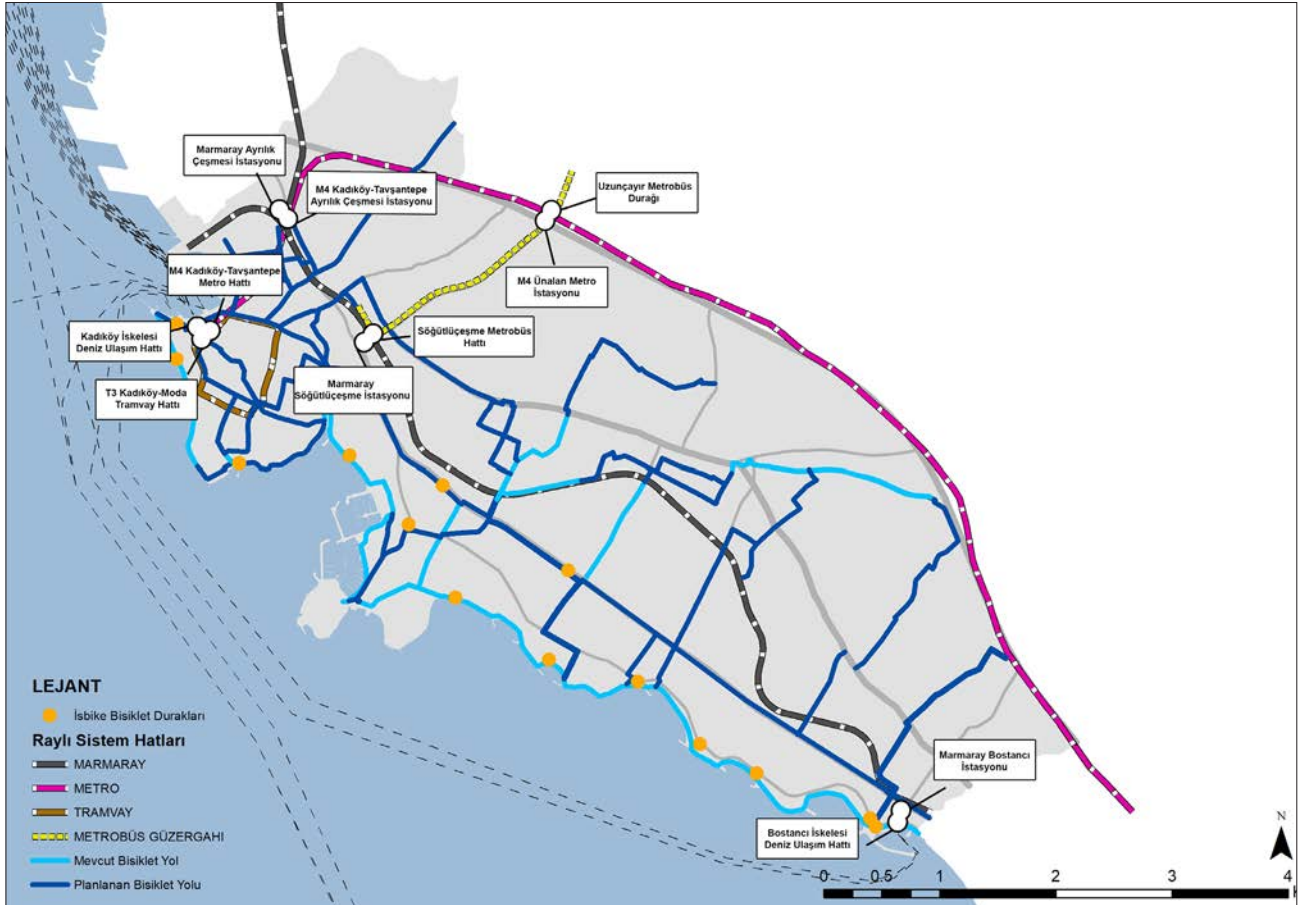 Marmaray Ayrılık
Çeşmesi İstasyonu
M4 Kadıköy-Tavşantepe
Ayrılık Çeşmesi İstasyonu
Uzunçayır Metrobüs
Durağı
M4 Kadıköy-Tavşantepe
Metro Hattı
M4 Ünalan Metro
İstasyonu
Kadıköy İskelesi
Deniz Ulaşım Hattı
Söğütlüçeşme Metrobüs
Hattı
T3 Kadıköy-Moda
Tramvay Hattı
Marmaray
Söğütlüçeşme İstasyonu
LEJANT
İsbike Bisiklet Durakları
Raylı Sistem Hatları
MARMARAY
METRO
TRAMVAY
METROBÜS GÜZERGAHI
Mevcut Bisiklet Yol
Planlanan Bisiklet Yolu
Marmaray Bostancı
İstasyonu
Bostancı İskelesi
Deniz Ulaşım Hattı
N
0 0.5 1 2 3 4